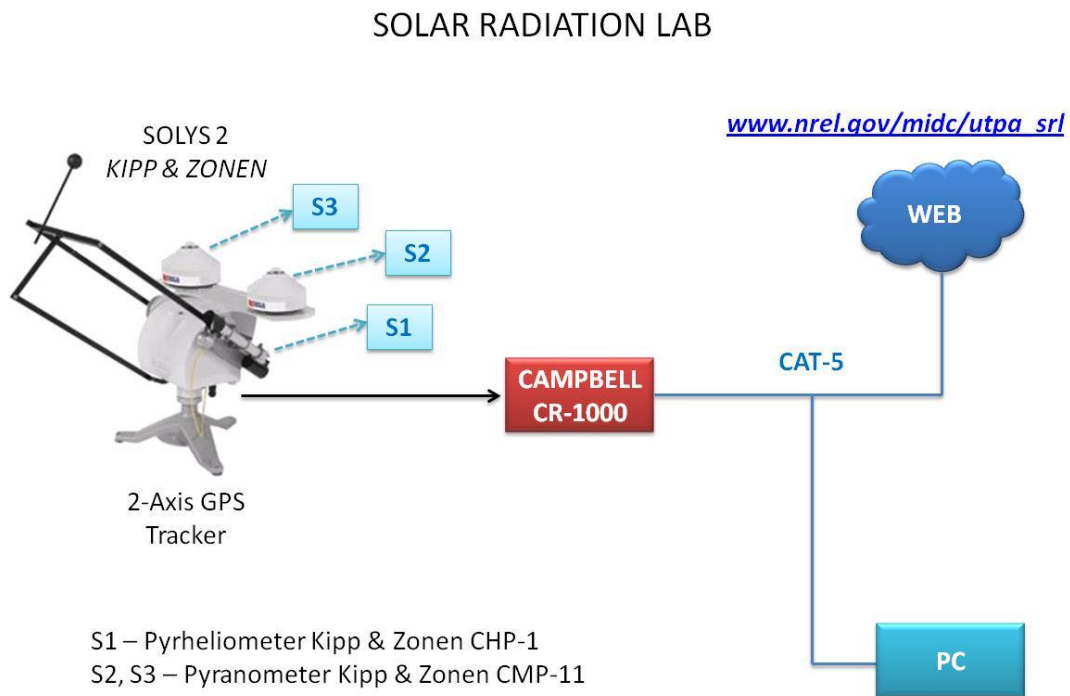 SOLAR RADIATION LAB
www.nrel.gov/midc/utpa_srl
SOLYS 2
KIPP & ZONEN
S3
S2
S1
WEB
CAMPBELL
CR-1000
CAT-5
2-Axis GPS
Tracker
S1 – Pyrheliometer Kipp & Zonen CHP-1
S2, S3 – Pyranometer Kipp & Zonen CMP-11
PC